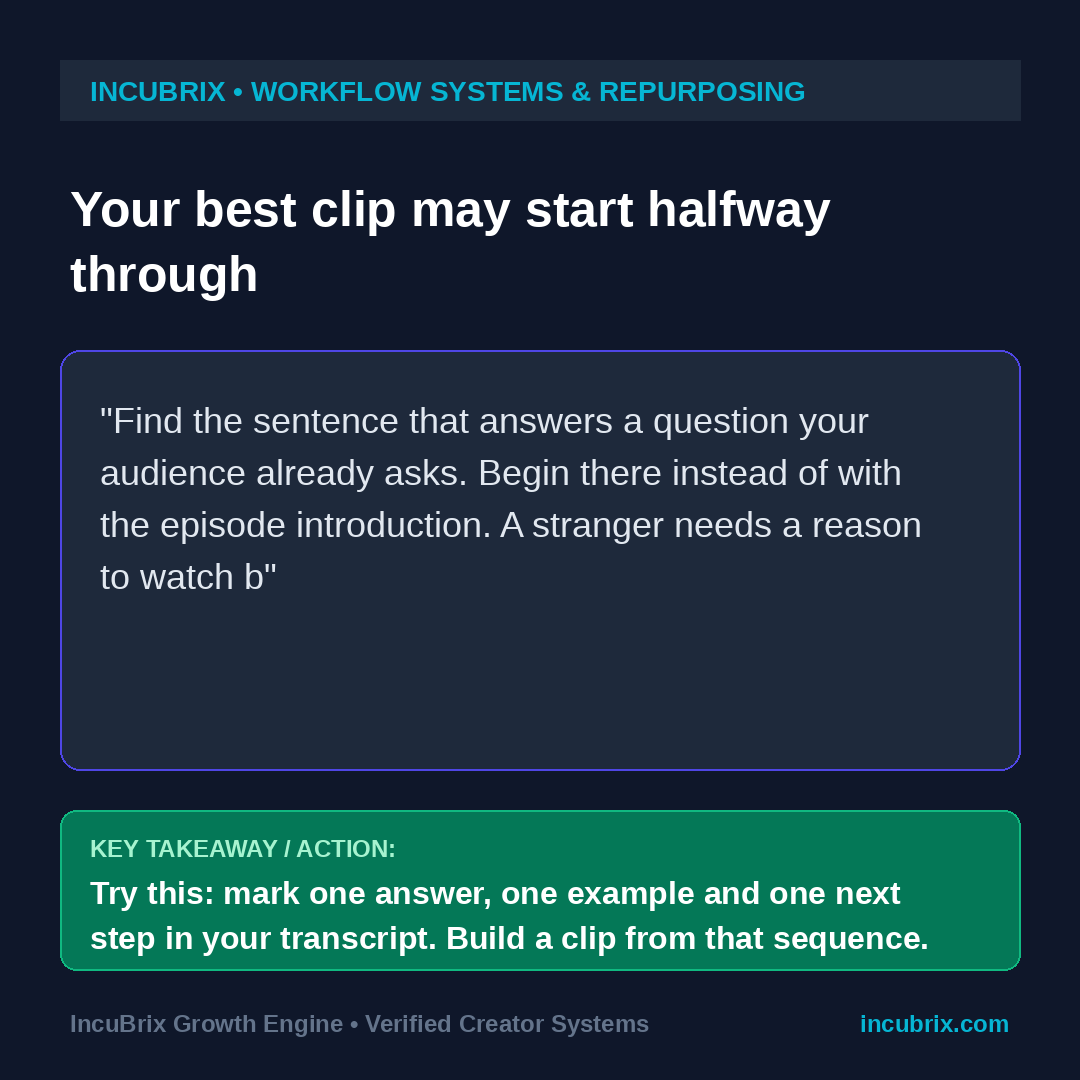 INCUBRIX • WORKFLOW SYSTEMS & REPURPOSING
Your best clip may start halfway
through
"Find the sentence that answers a question your
audience already asks. Begin there instead of with
the episode introduction. A stranger needs a reason
to watch b"
KEY TAKEAWAY / ACTION:
Try this: mark one answer, one example and one next
step in your transcript. Build a clip from that sequence.
IncuBrix Growth Engine • Verified Creator Systems
incubrix.com